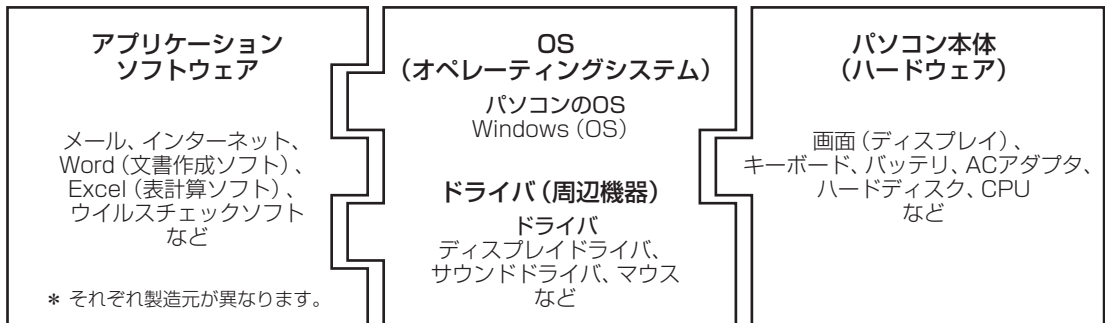 アプリケーション
ソフトウェア
メール、インターネット、
Word（文書作成ソフト）、
Excel（表計算ソフト）、
ウイルスチェックソフト
など
* それぞれ製造元が異なります。
OS
（オペレーティングシステム）
パソコンのOS
Windows（OS）
ドライバ（周辺機器）
ドライバ
ディスプレイドライバ、
サウンドドライバ、マウス
など
パソコン本体
（ハードウェア）
画面（ディスプレイ）、
キーボード、バッテリ、ACアダプタ、
ハードディスク、CPU
など